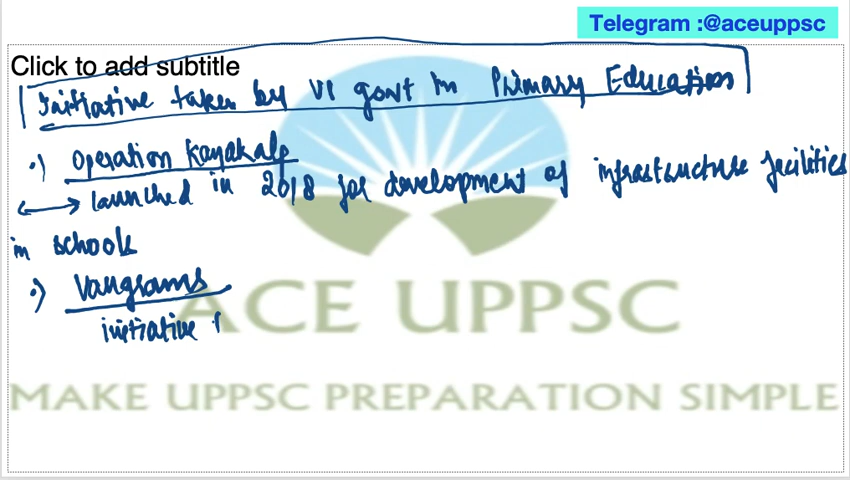 Telegram :@aceuppsc
Click to add subtitle
Initiative taken by UP govt in Primary Education
Operation Kayakalp
launched in 2018 for development of infrastructure facilities
in schools
initiative
ACE UPPSC
MAKE UPPSC PREPARATION SIMPLE